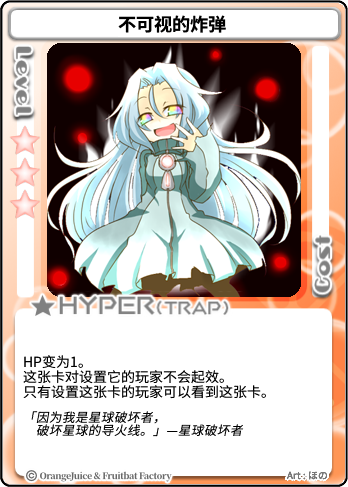 不可视的炸弹
Level
Cost
HYPER(TRAP)
HP变为1。
这张卡对设置它的玩家不会起效。
只有设置这张卡的玩家可以看到这张卡。
「因为我是星球破坏者，
破坏星球的导火线。」—星球破坏者
© OrangeJuice & Fruitbat Factory
Art : ほの